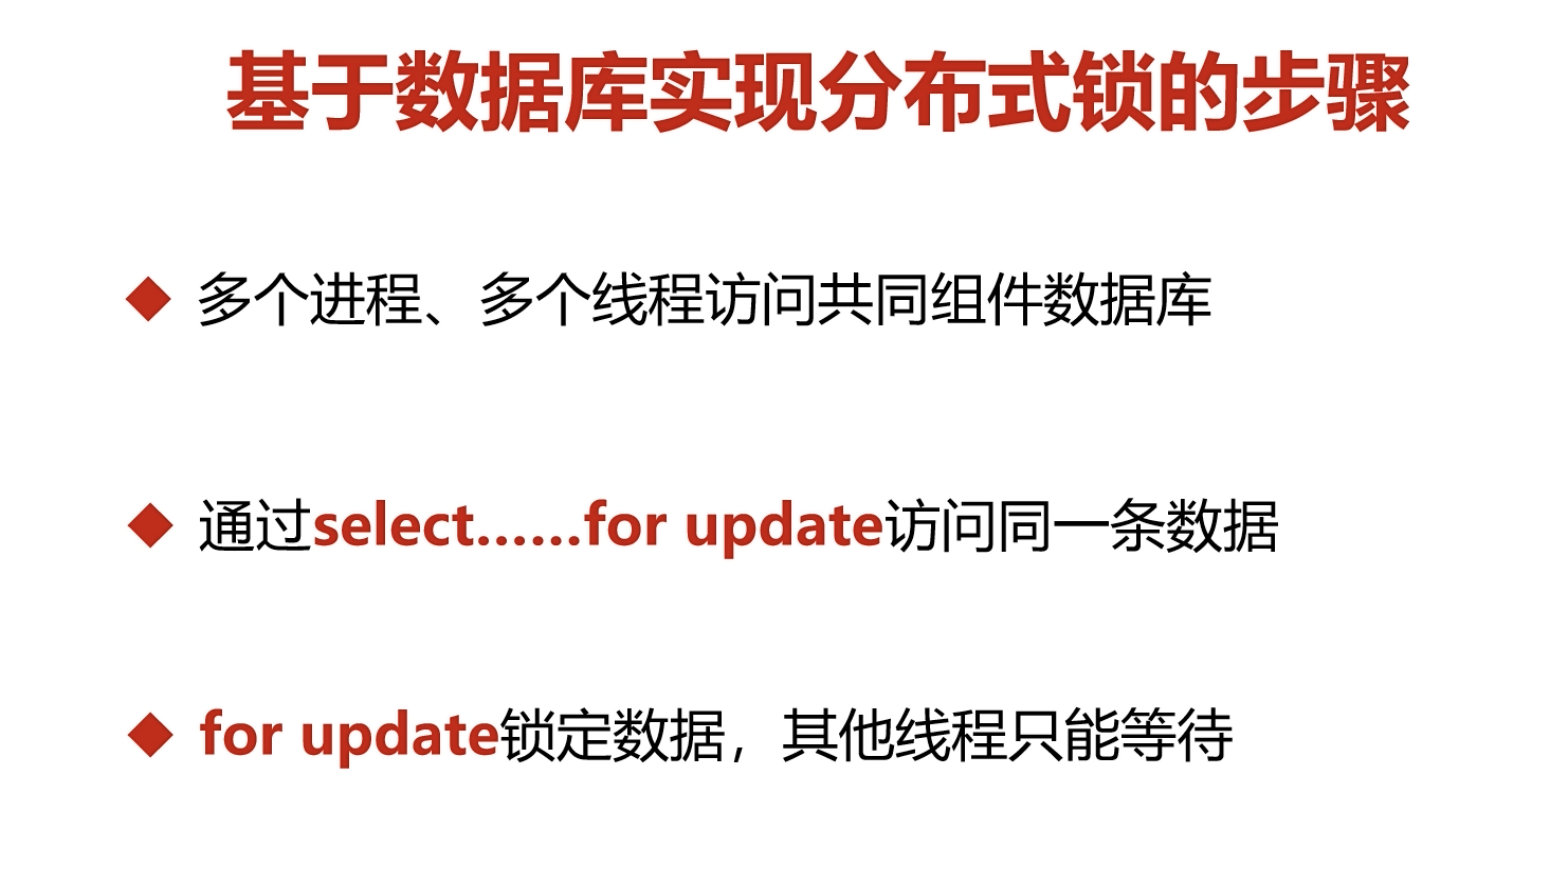 基于数据库实现分布式锁的步骤
多个进程、多个线程访问共同组件数据库
通过select......for update访问同一条数据
for update锁定数据，其他线程只能等待